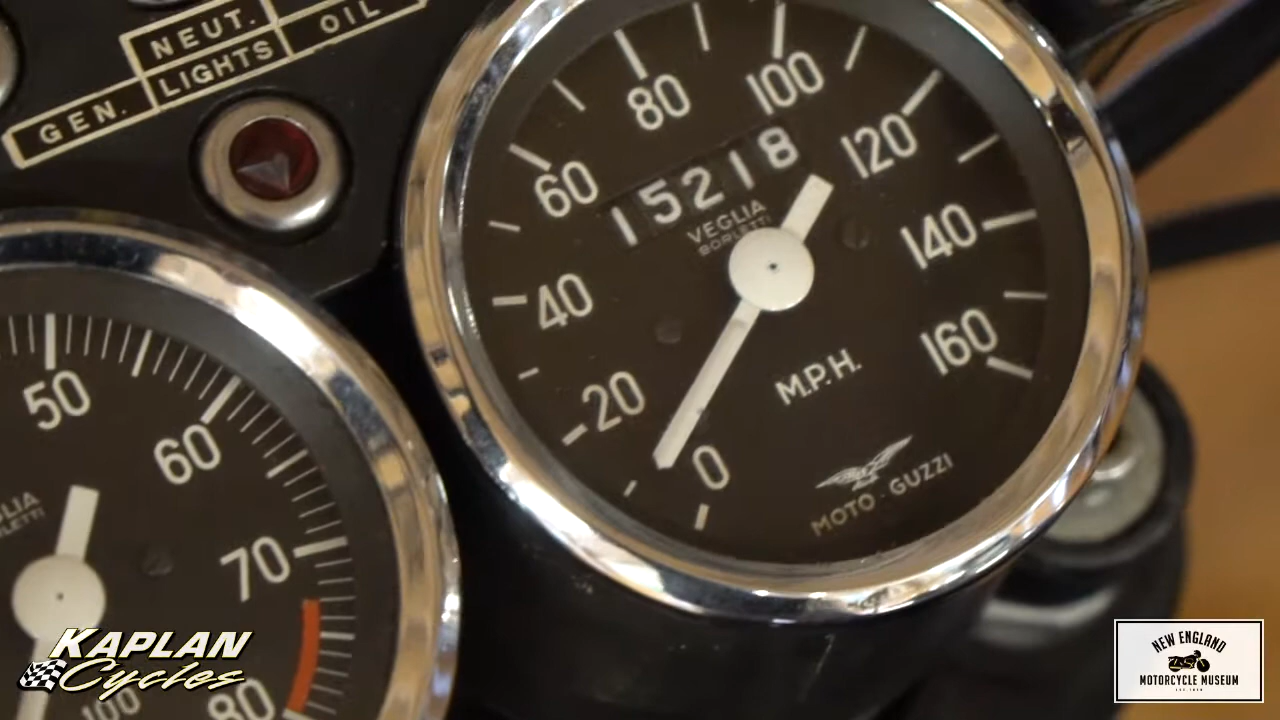 NEUT.
OIL
GEN. LIGHTS
80
100
60
120
15218
VEGLIA
BORLETTI
40
140
20
160
M.P.H.
0
MOTO-GUZZI
50
60
70
80
100
KAPLAN
Cycles
NEW ENGLAND
MOTORCYCLE MUSEUM